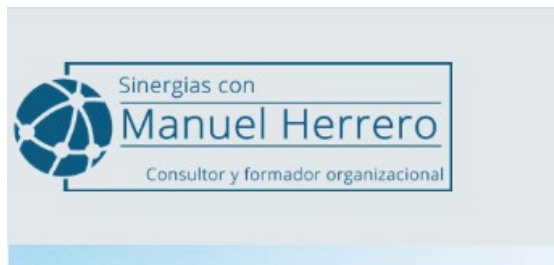 Sinergias con
Manuel Herrero
Consultor y formador organizacional